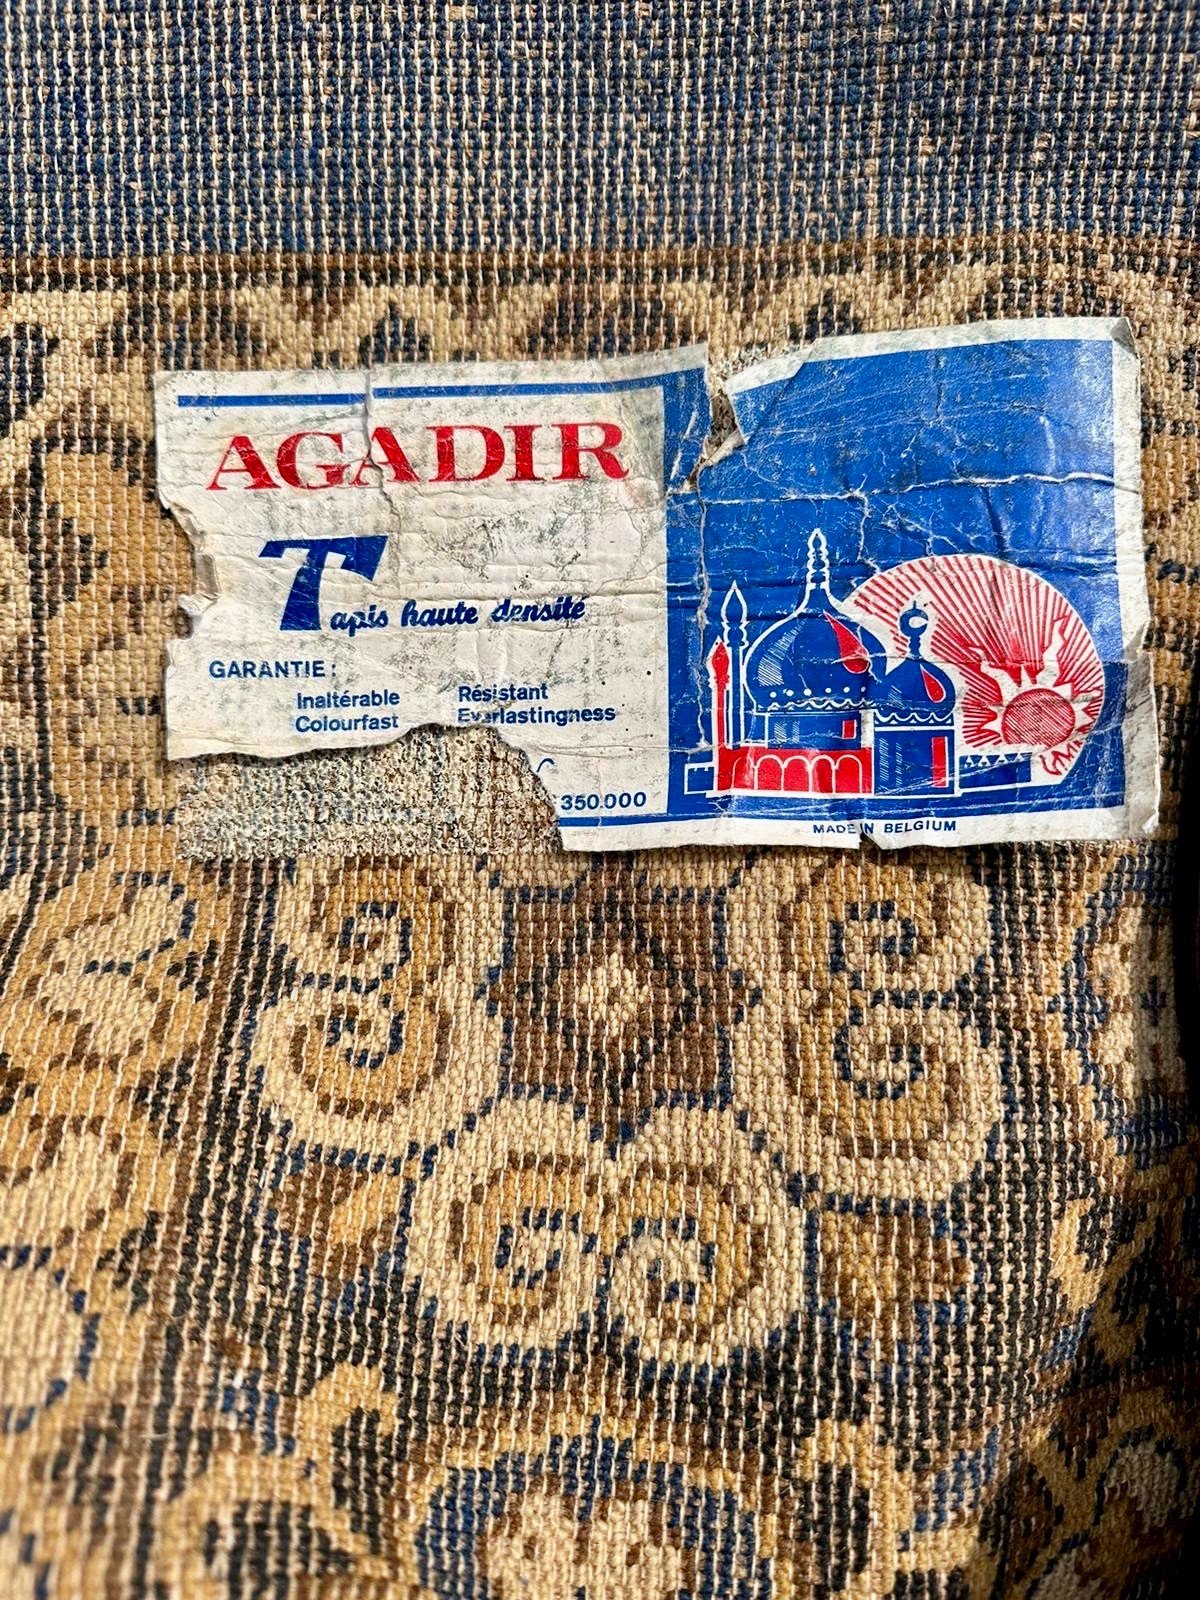 AGADIR
Tapis haute densité
GARANTIE:
Inaltérable Résistant
Colourfast Everlastingness
350.000
MADE IN BELGIUM